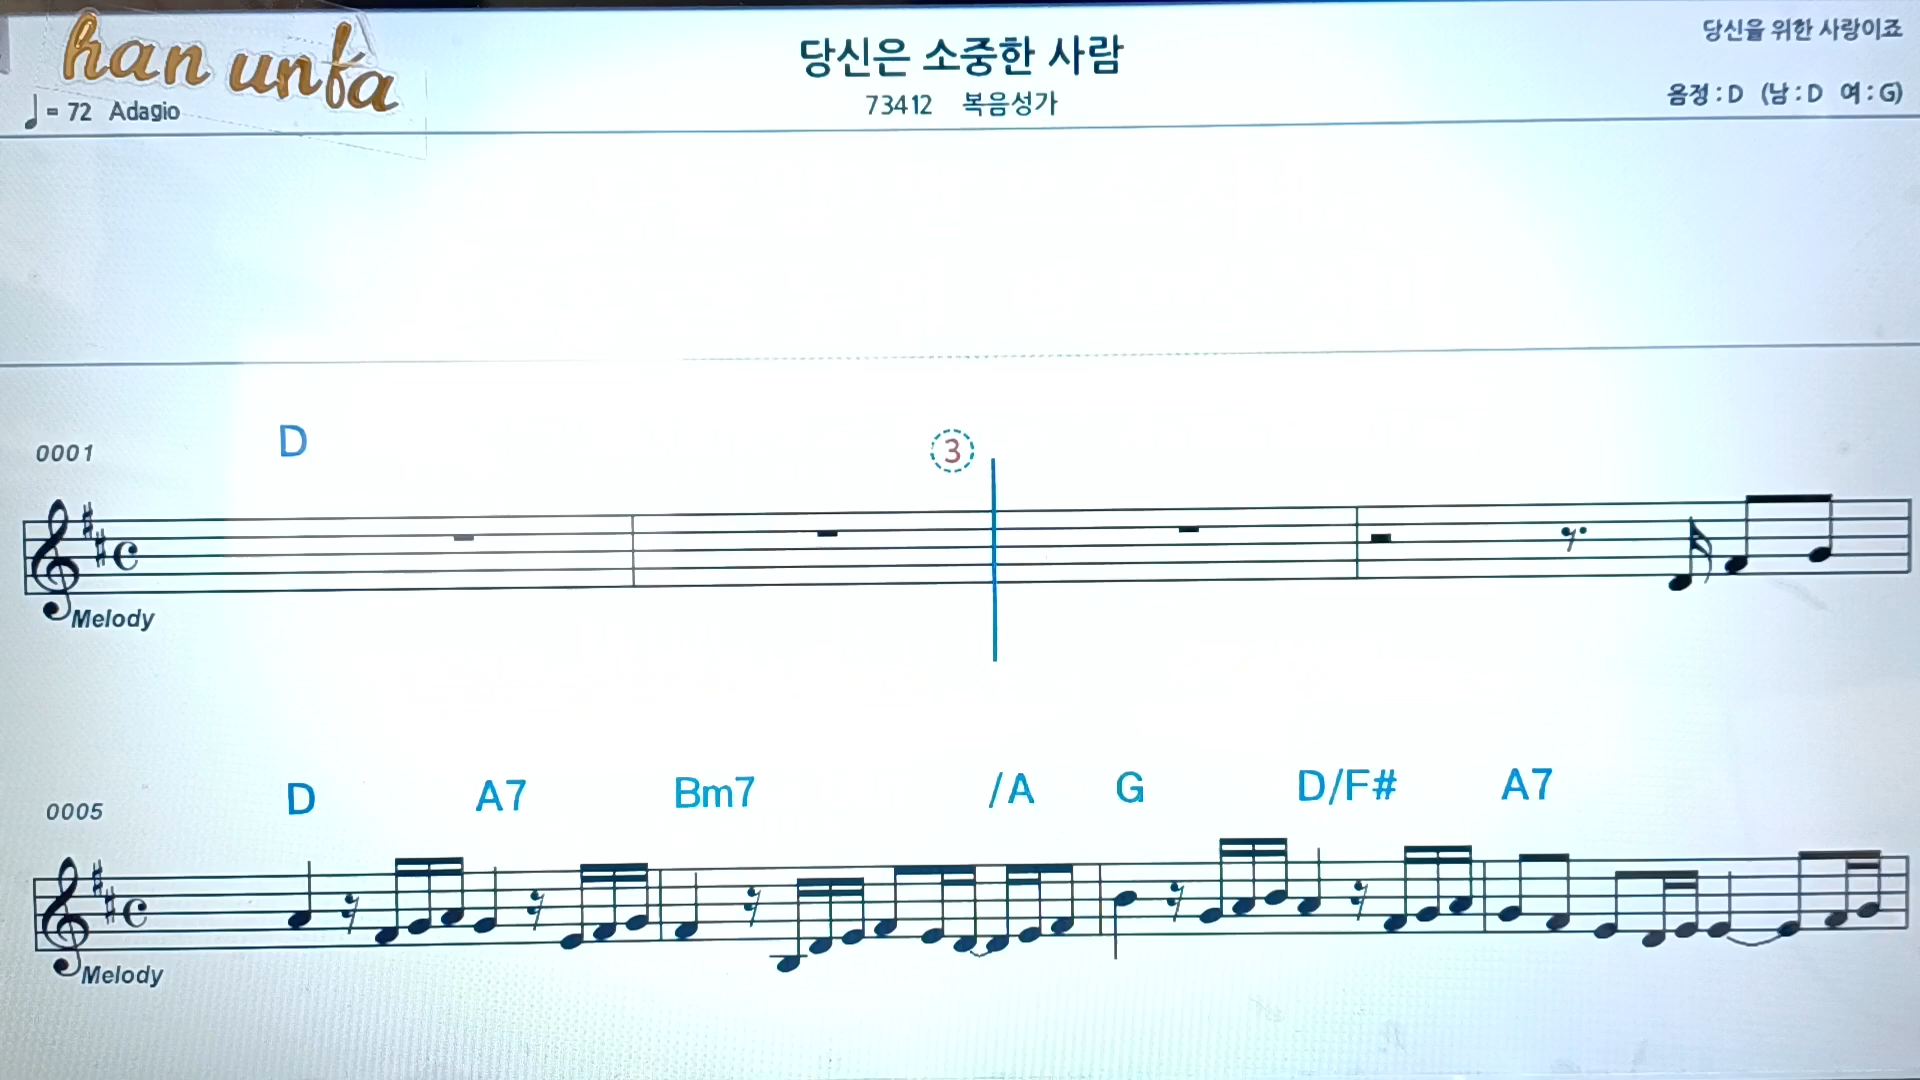 han unfa
당신은 소중한 사람
당신을 위한 사랑이죠
♩= 72 Adagio
73412 복음성가
음정 : D (남 : D 여 : G)
D
3
0001
Melody
D A7 Bm7 /A G D/F# A7
0005
Melody